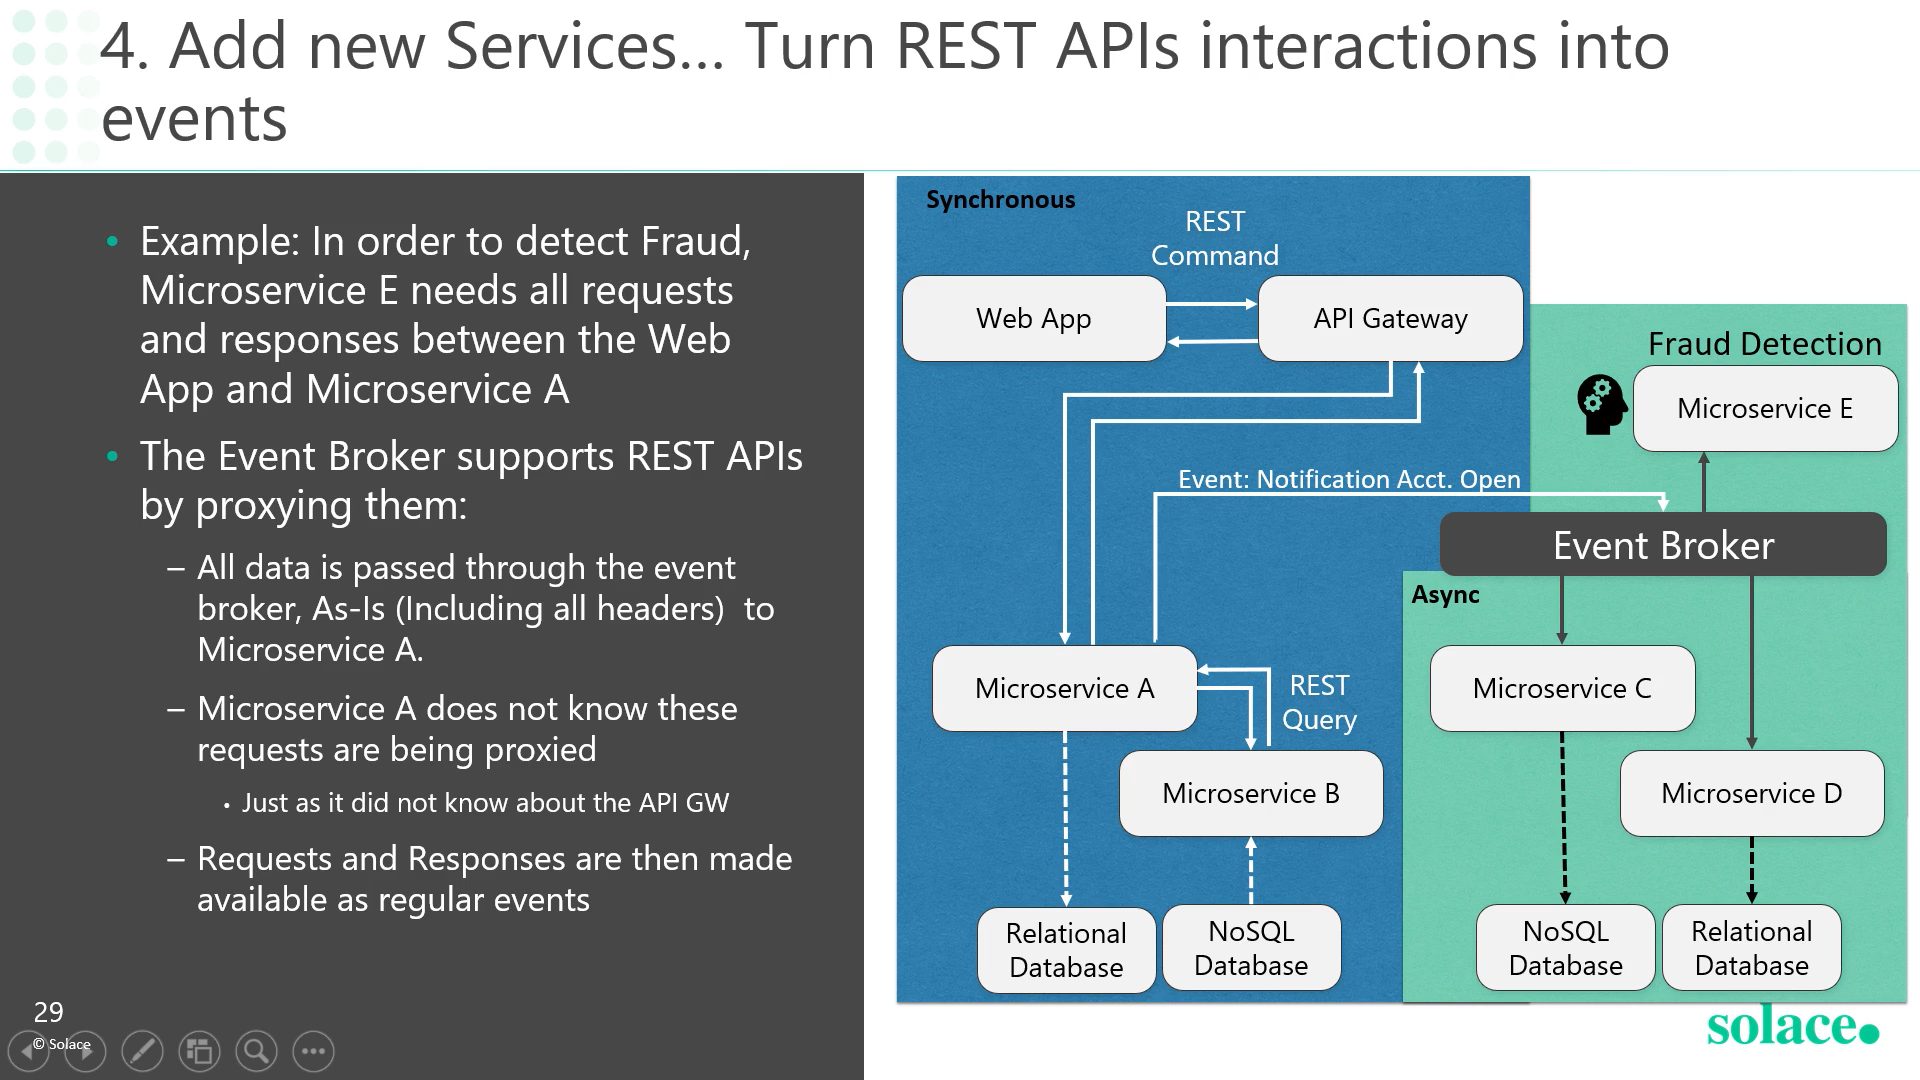 4. Add new Services... Turn REST APIs interactions into
events
• Example: In order to detect Fraud,
Microservice E needs all requests
and responses between the Web
App and Microservice A
• The Event Broker supports REST APIs
by proxying them:
– All data is passed through the event
broker, As-Is (Including all headers) to
Microservice A.
– Microservice A does not know these
requests are being proxied
• Just as it did not know about the API GW
– Requests and Responses are then made
available as regular events
29
© Solace
Synchronous
REST
Command
Web App
API Gateway
Fraud Detection
Microservice E
Event: Notification Acct. Open
Event Broker
Async
Microservice A
REST
Query
Microservice C
Microservice B
Microservice D
Relational
Database
NoSQL
Database
NoSQL
Database
Relational
Database
solace.